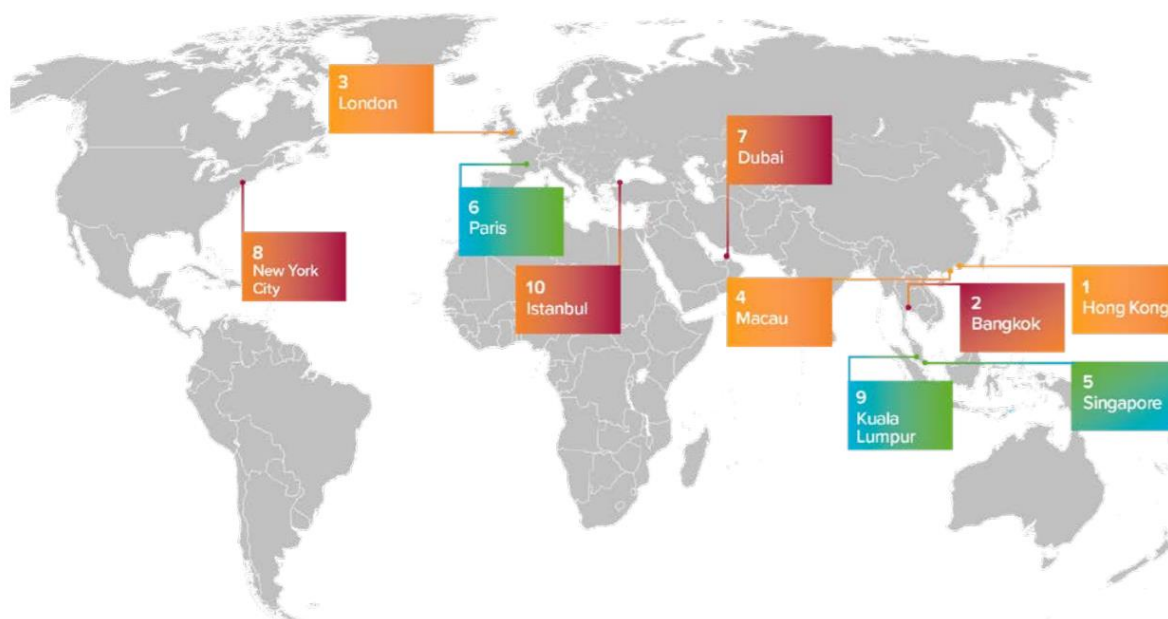 3
London
7
Dubai
6
Paris
8
New York
City
10
Istanbul
4
Macau
2
Bangkok
1
Hong Kong
9
Kuala
Lumpur
5
Singapore